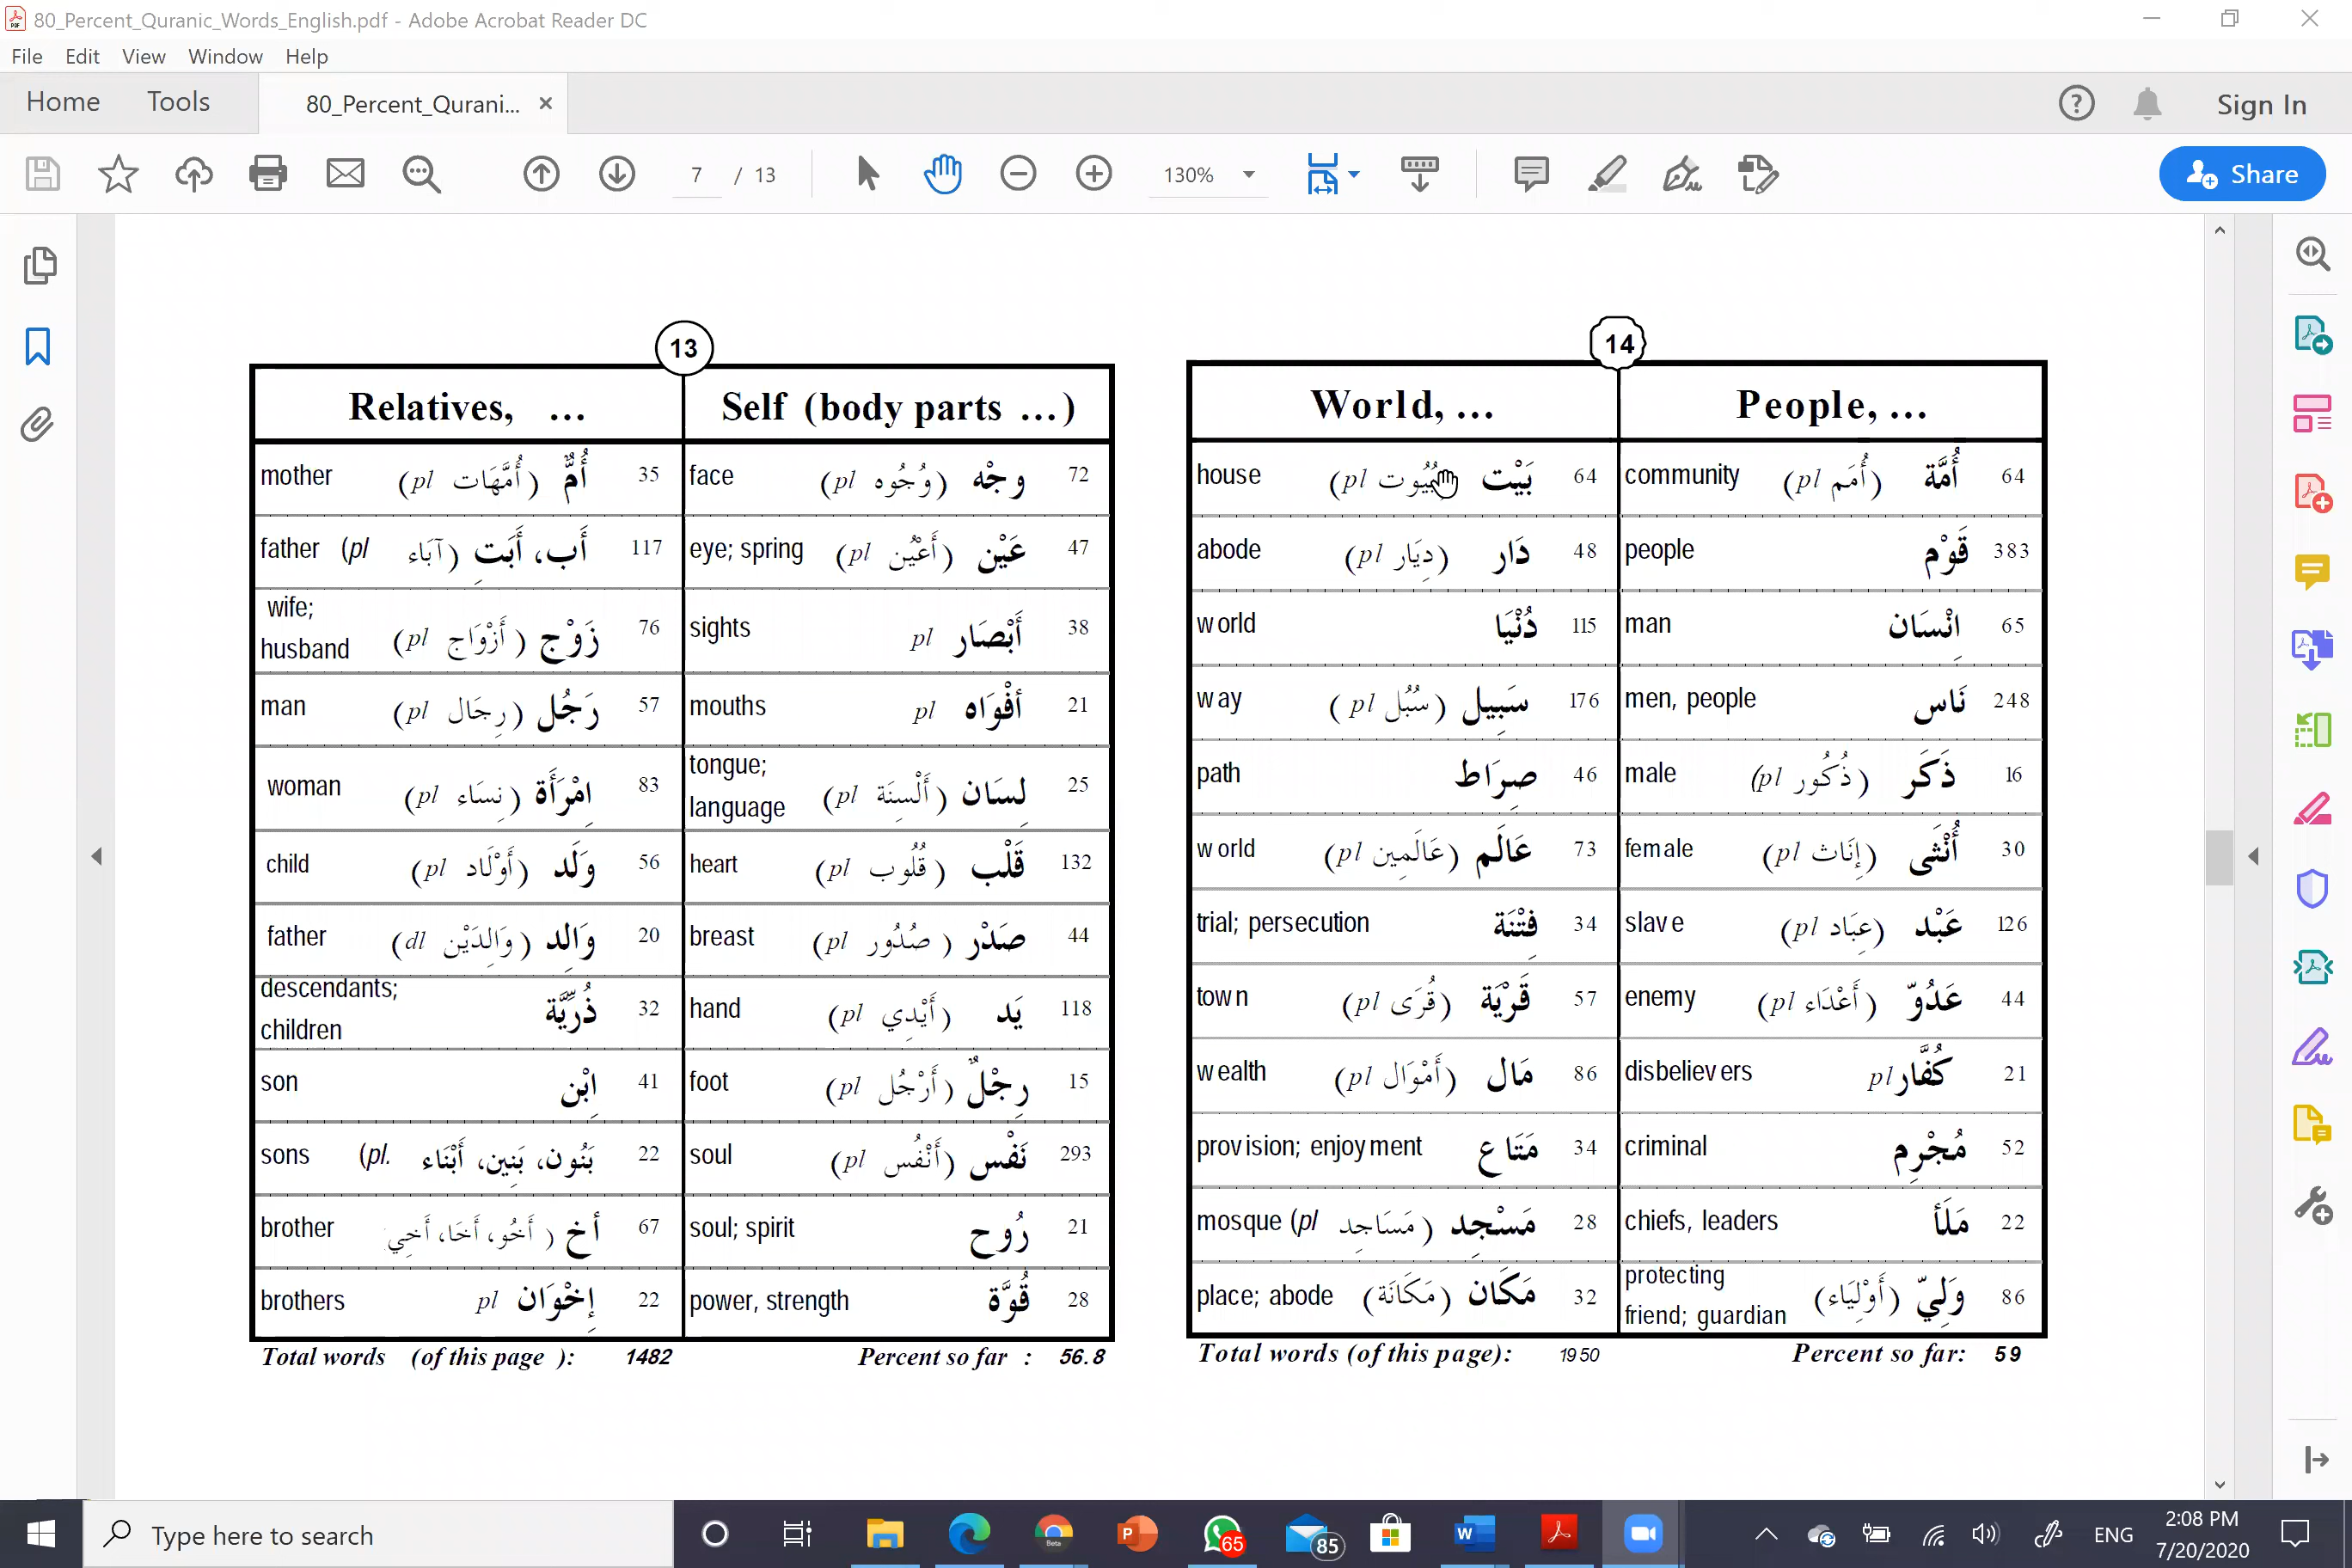 80_Percent_Quranic_Words_English.pdf - Adobe Acrobat Reader DC
File Edit View Window Help
Home Tools 80_Percent_Qurani... Sign In
7 / 13 130% Share
13
Relatives, ... Self (body parts ...)
mother أُمٌّ (أُمَّهَات pl) 35 face وجْه (وُجُوه pl) 72
father (pl أَب، أَبَتِ (آبَاء 117 eye; spring عَيْن (أَعْيُن pl) 47
wife;
husband زَوْج (أَزْوَاج pl) 76 sights أَبْصَار pl 38
man رَجُل (رِجَال pl) 57 mouths أفْوَاه pl 21
woman اِمْرَأَة (نِسَاء pl) 83 tongue;
language لِسَان (أَلْسِنَة pl) 25
child وَلَد (أَوْلَاد pl) 56 heart قَلْب (قُلُوب pl) 132
father وَالِد (وَالِدَيْن dl) 20 breast صَدْر (صُدُور pl) 44
descendants;
children ذُرِّيَّة 32 hand يَد (أَيْدِي pl) 118
son اِبْن 41 foot رِجْلٌ (أَرْجُل pl) 15
sons (pl. بَنُون، بَنِين، أَبْنَاء 22 soul نَفْس (أَنْفُس pl) 293
brother أخ (أَخُو، أَخَا، أَخِي 67 soul; spirit رُوح 21
brothers إِخْوَان pl 22 power, strength قُوَّة 28
Total words (of this page ): 1482 Percent so far : 56.8
14
World, ... People, ...
house بَيْت pl) 64 community أُمَّة (أُمَم pl) 64
abode دَار (دِيَار pl) 48 people قَوْم 383
world دُنْيَا 115 man اِنْسَان 65
way سَبِيل (سُبُل pl ) 176 men, people نَاس 248
path صِرَاط 46 male ذَكَر (ذُكُور pl) 16
world عَالَم (عَالَمِين pl) 73 female أُنْثَى (إِنَاث pl) 30
trial; persecution فِتْنَة 34 slave عَبْد (عِبَاد pl) 126
town قَرْيَة (قُرَى pl) 57 enemy عَدُوّ (أَعْدَاء pl) 44
wealth مَال (أَمْوَال pl) 86 disbelievers كُفَّار pl 21
provision; enjoyment مَتَاع 34 criminal مُجْرِم 52
mosque (pl مَسْجِد (مَسَاجِد 28 chiefs, leaders مَلَأ 22
place; abode مَكَان (مَكَانَة) 32 protecting
friend; guardian وَلِيّ (أَوْلِيَاء) 86
Total words (of this page): 1950 Percent so far: 59
Type here to search 65 85 ENG 2:08 PM
7/20/2020